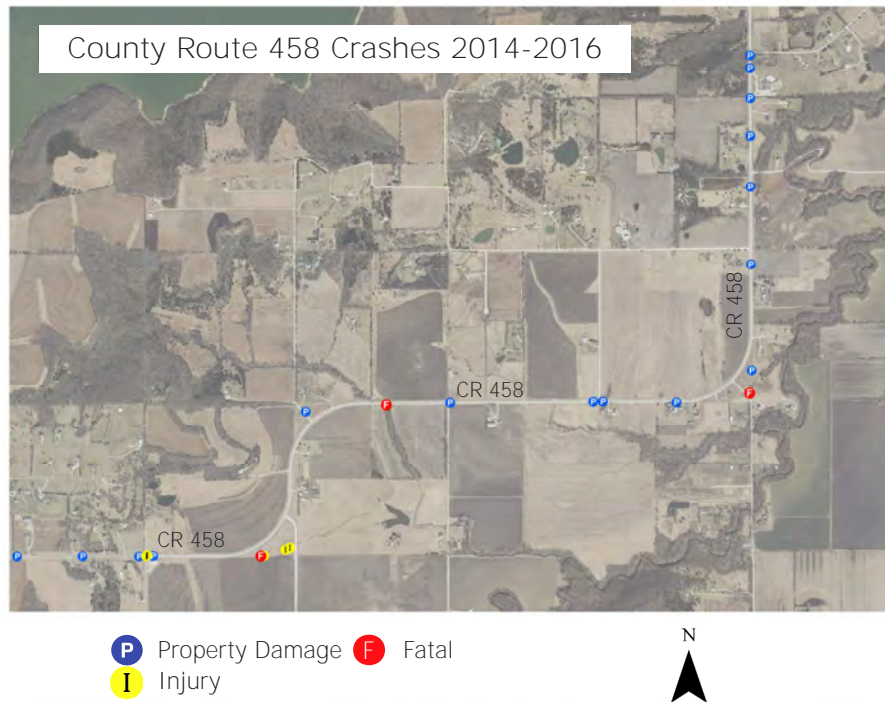 County Route 458 Crashes 2014-2016
P
P
P
P
P
P
CR 458
P
F
CR 458
P F P P P P
CR 458
P P P I P F I I
P Property Damage F Fatal
I Injury
N